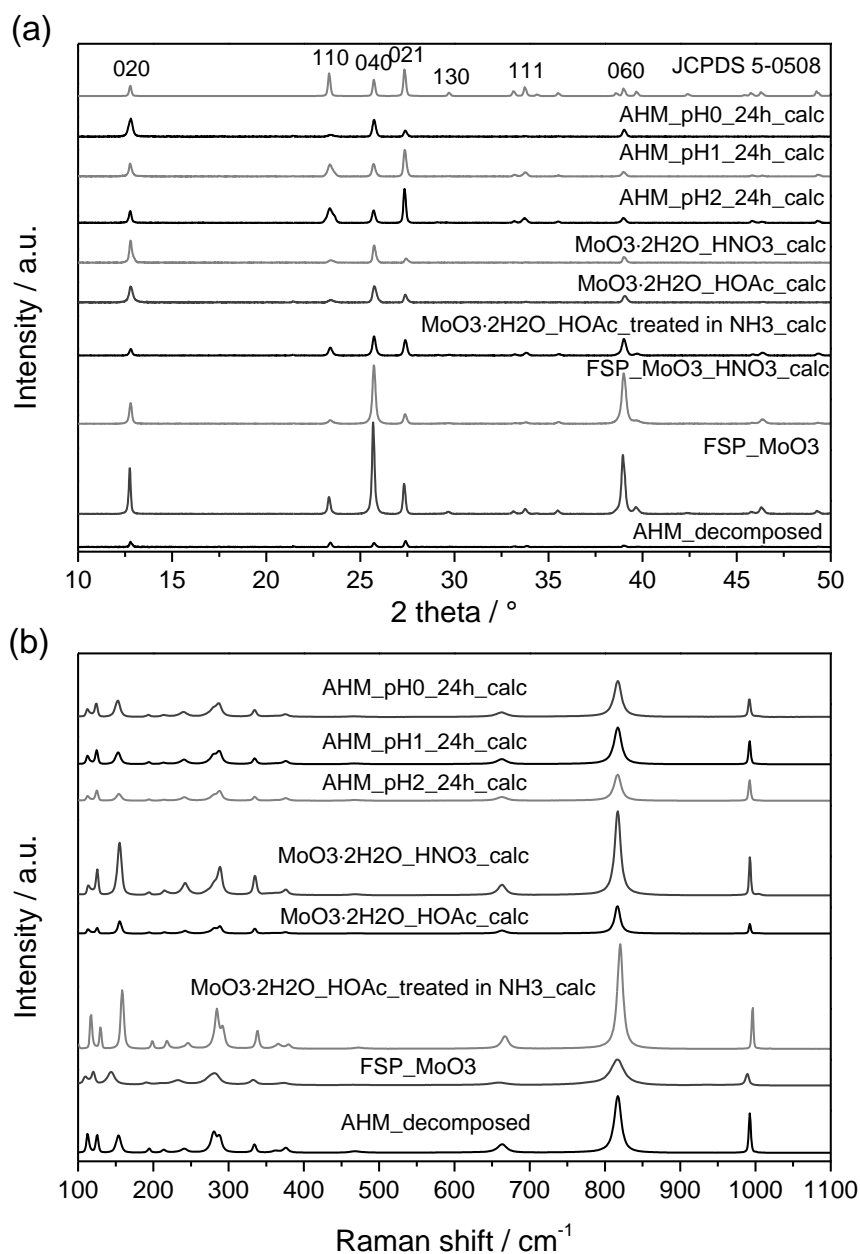 (a)
020
110
040
021
130
111
060
JCPDS 5-0508
AHM_pH0_24h_calc
AHM_pH1_24h_calc
AHM_pH2_24h_calc
MoO3·2H2O_HNO3_calc
MoO3·2H2O_HOAc_calc
MoO3·2H2O_HOAc_treated in NH3_calc
FSP_MoO3_HNO3_calc
FSP_MoO3
AHM_decomposed
Intensity / a.u.
10 15 20 25 30 35 40 45 50
2 theta / °
(b)
AHM_pH0_24h_calc
AHM_pH1_24h_calc
AHM_pH2_24h_calc
MoO3·2H2O_HNO3_calc
MoO3·2H2O_HOAc_calc
MoO3·2H2O_HOAc_treated in NH3_calc
FSP_MoO3
AHM_decomposed
Intensity / a.u.
100 200 300 400 500 600 700 800 900 1000 1100
Raman shift / cm⁻¹